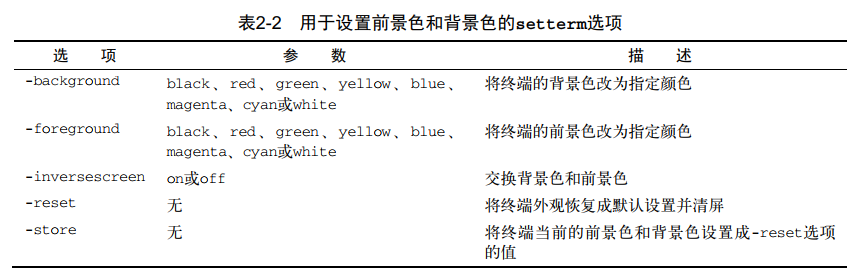 表2-2 用于设置前景色和背景色的setterm选项
选 项 参 数 描 述
-background black、red、green、yellow、blue、 将终端的背景色改为指定颜色
magenta、cyan或white
-foreground black、red、green、yellow、blue、 将终端的前景色改为指定颜色
magenta、cyan或white
-inversescreen on或off 交换背景色和前景色
-reset 无 将终端外观恢复成默认设置并清屏
-store 无 将终端当前的前景色和背景色设置成-reset选项
的值